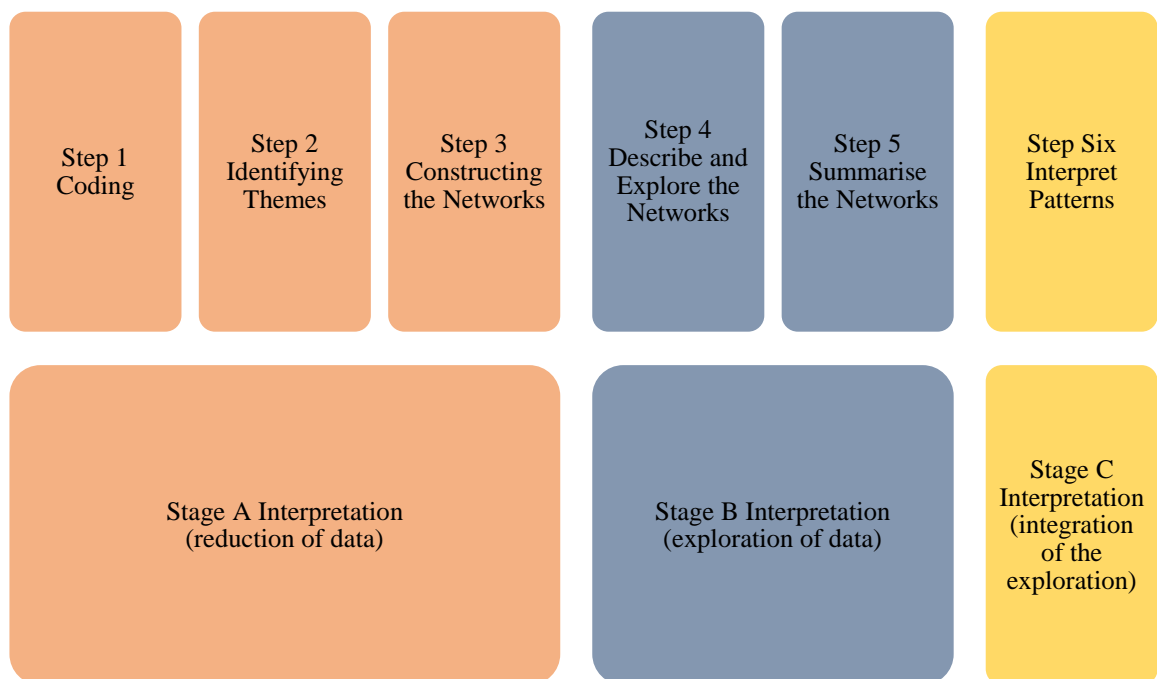 Step 1
Coding
Step 2
Identifying
Themes
Step 3
Constructing
the Networks
Step 4
Describe and
Explore the
Networks
Step 5
Summarise
the Networks
Step Six
Interpret
Patterns
Stage A Interpretation
(reduction of data)
Stage B Interpretation
(exploration of data)
Stage C
Interpretation
(integration
of the
exploration)